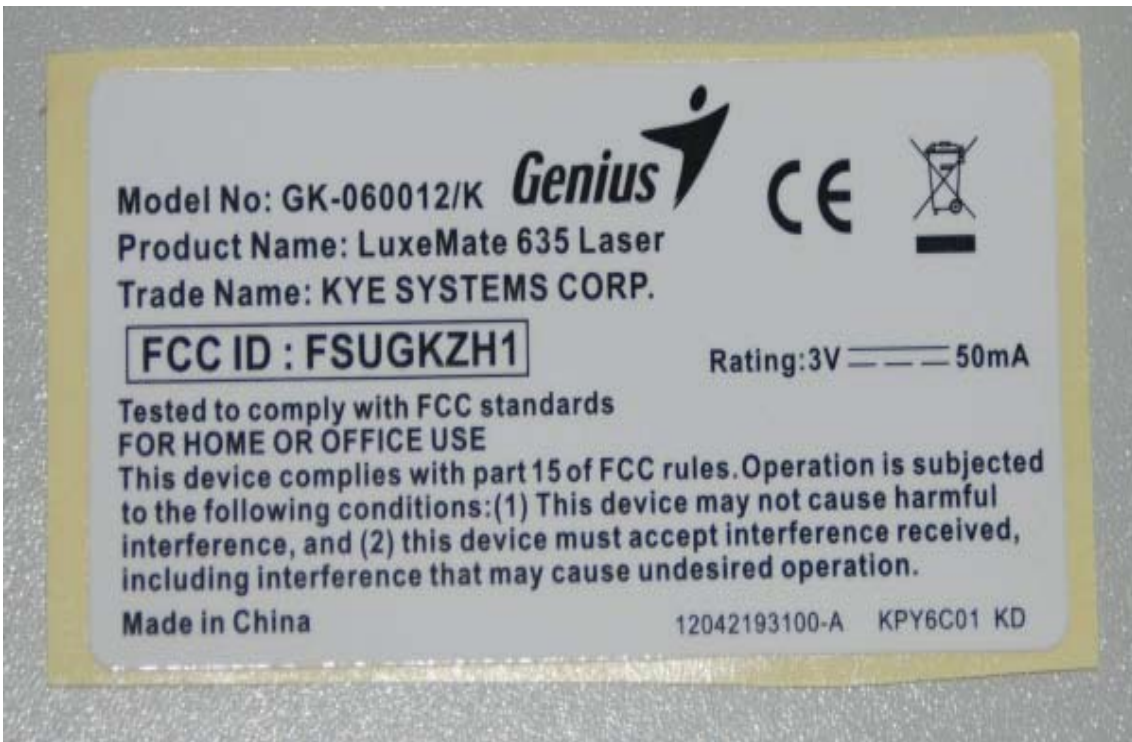 Genius
CE
Model No: GK-060012/K
Product Name: LuxeMate 635 Laser
Trade Name: KYE SYSTEMS CORP.
FCC ID : FSUGKZH1
Rating:3V 50mA
Tested to comply with FCC standards
FOR HOME OR OFFICE USE
This device complies with part 15 of FCC rules.Operation is subjected
to the following conditions:(1) This device may not cause harmful
interference, and (2) this device must accept interference received,
including interference that may cause undesired operation.
Made in China 12042193100-A KPY6C01 KD